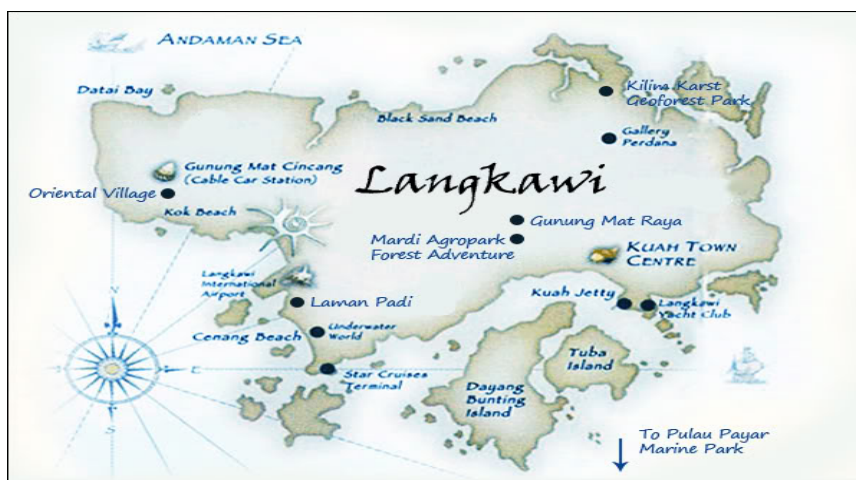 ANDAMAN SEA
Datai Bay
Kilim Karst
Geoforest Park
Black Sand Beach
Gallery
Perdana
Gunung Mat Cincang
(Cable Car Station)
Langkawi
Oriental Village
Kok Beach
Gunung Mat Raya
Mardi Agropark
Forest Adventure
KUAH TOWN
CENTRE
Langkawi
International
Airport
Kuah Jetty
Langkawi
Yacht Club
Laman Padi
N
Underwater
World
Cenang Beach
Tuba
Island
E
Star Cruises
Terminal
Dayang
Bunting
Island
S
To Pulau Payar
Marine Park